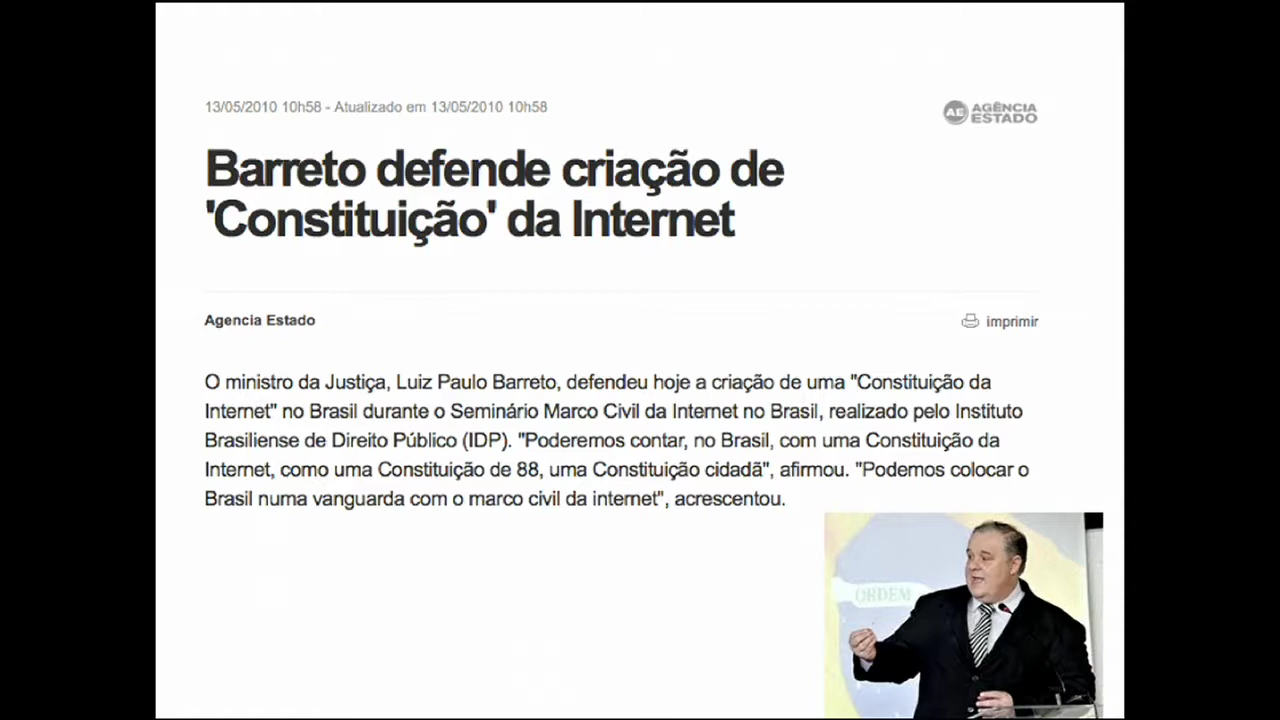 13/05/2010 10h58 - Atualizado em 13/05/2010 10h58
AE AGÊNCIA
ESTADO
Barreto defende criação de
'Constituição' da Internet
Agencia Estado
imprimir
O ministro da Justiça, Luiz Paulo Barreto, defendeu hoje a criação de uma "Constituição da
Internet" no Brasil durante o Seminário Marco Civil da Internet no Brasil, realizado pelo Instituto
Brasiliense de Direito Público (IDP). "Poderemos contar, no Brasil, com uma Constituição da
Internet, como uma Constituição de 88, uma Constituição cidadã", afirmou. "Podemos colocar o
Brasil numa vanguarda com o marco civil da internet", acrescentou.
ORDEM